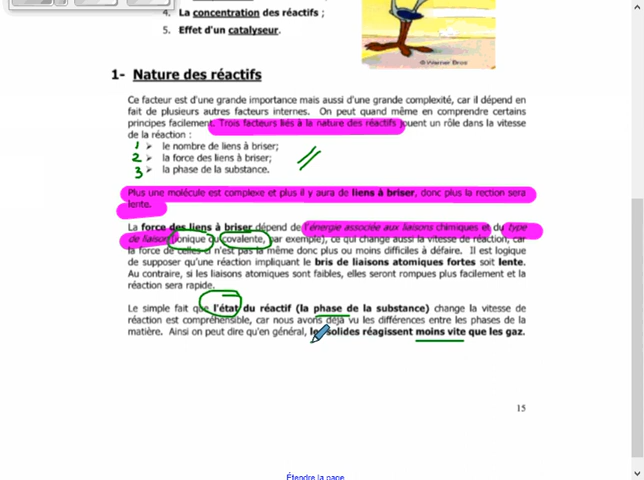 4. La concentration des réactifs ;
5. Effet d'un catalyseur.
© Warner Bros
1- Nature des réactifs
Ce facteur est d'une grande importance mais aussi d'une grande complexité, car il dépend en
fait de plusieurs autres facteurs internes. On peut quand même en comprendre certains
principes facilement. Trois facteurs liés à la nature des réactifs jouent un rôle dans la vitesse
de la réaction :
1 le nombre de liens à briser;
2 la force des liens à briser;
3 la phase de la substance.
Plus une molécule est complexe et plus il y aura de liens à briser, donc plus la rection sera
lente.
La force des liens à briser dépend de l'énergie associée aux liaisons chimiques et du type
de liaison (ionique ou covalente, par exemple), ce qui change aussi la vitesse de réaction, car
la force de celles-ci n'est pas la même donc plus ou moins difficiles à défaire. Il est logique
de supposer qu'une réaction impliquant le bris de liaisons atomiques fortes soit lente.
Au contraire, si les liaisons atomiques sont faibles, elles seront rompues plus facilement et la
réaction sera rapide.
Le simple fait que l'état du réactif (la phase de la substance) change la vitesse de
réaction est compréhensible, car nous avons déjà vu les différences entre les phases de la
matière. Ainsi on peut dire qu'en général, les solides réagissent moins vite que les gaz.
15
Étendre la page